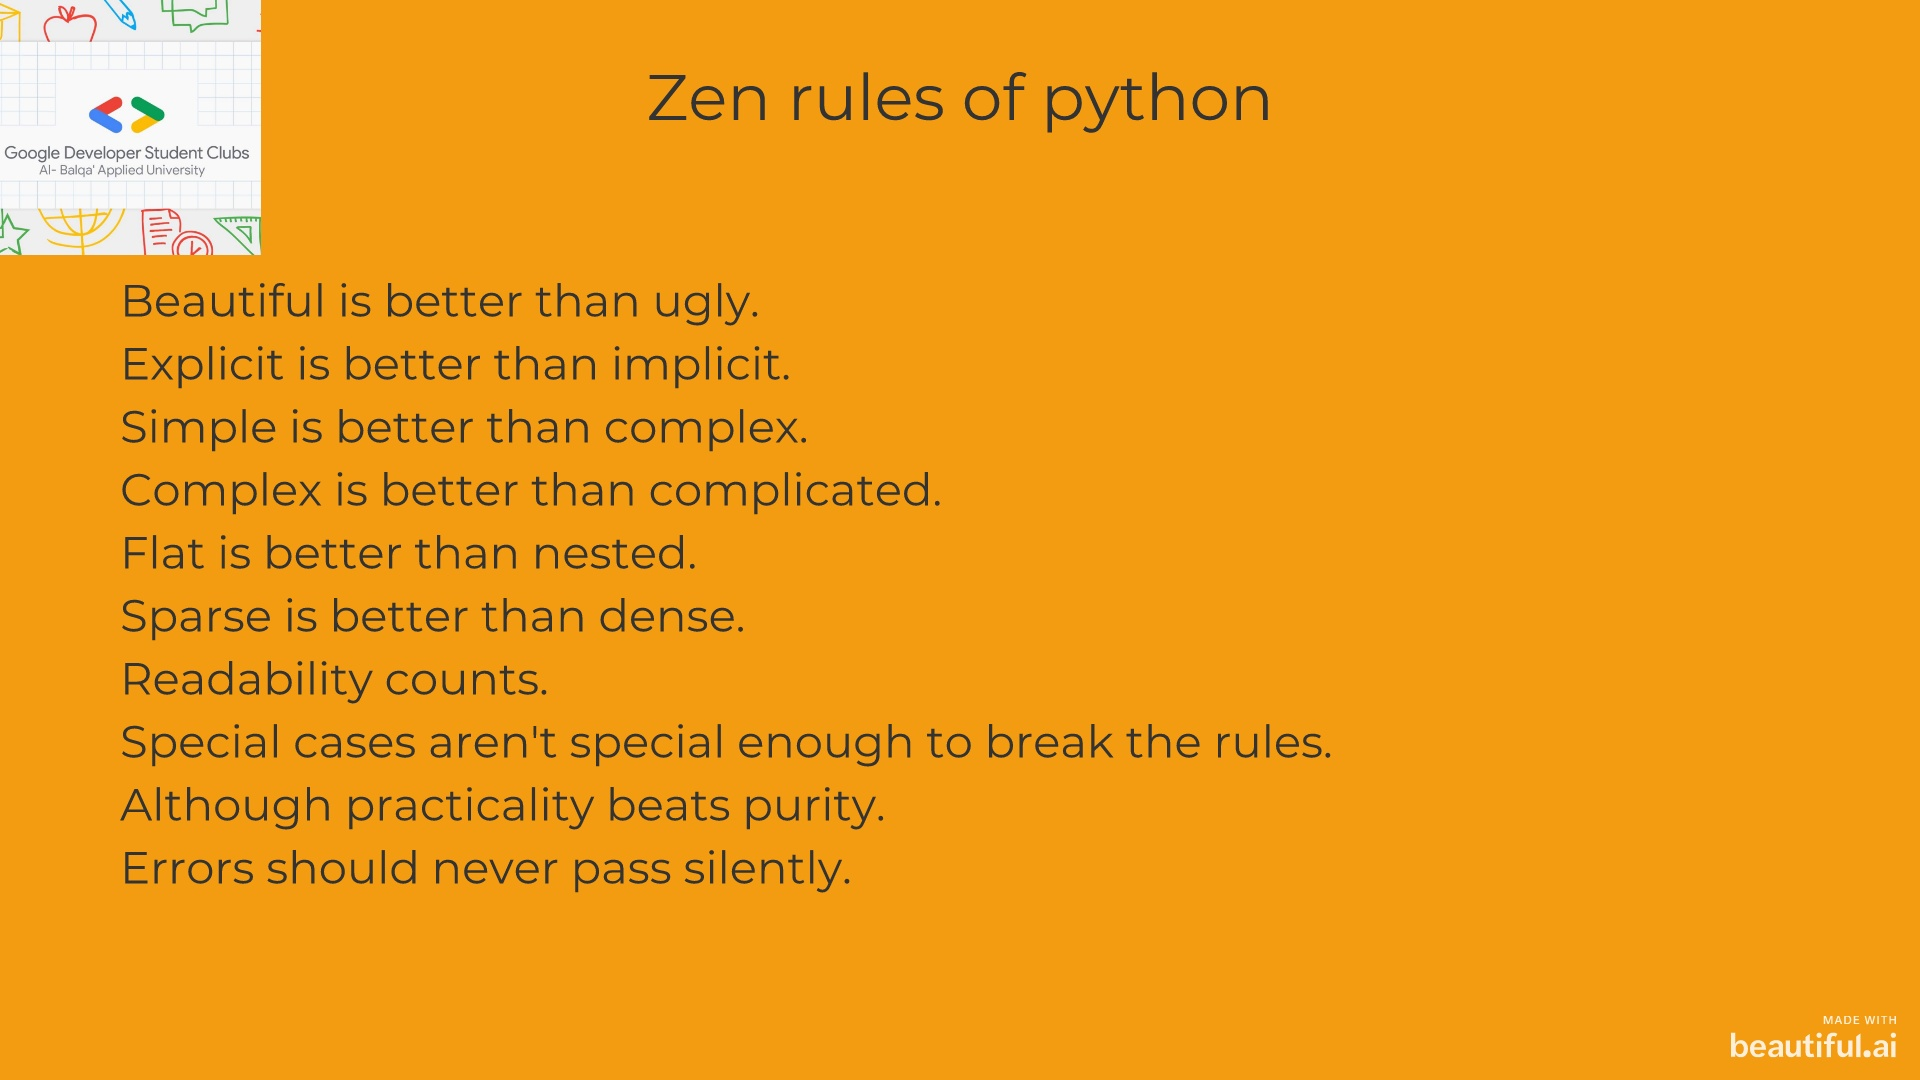 Google Developer Student Clubs
Al- Balqa' Applied University
Zen rules of python
Beautiful is better than ugly.
Explicit is better than implicit.
Simple is better than complex.
Complex is better than complicated.
Flat is better than nested.
Sparse is better than dense.
Readability counts.
Special cases aren't special enough to break the rules.
Although practicality beats purity.
Errors should never pass silently.
MADE WITH
beautiful.ai